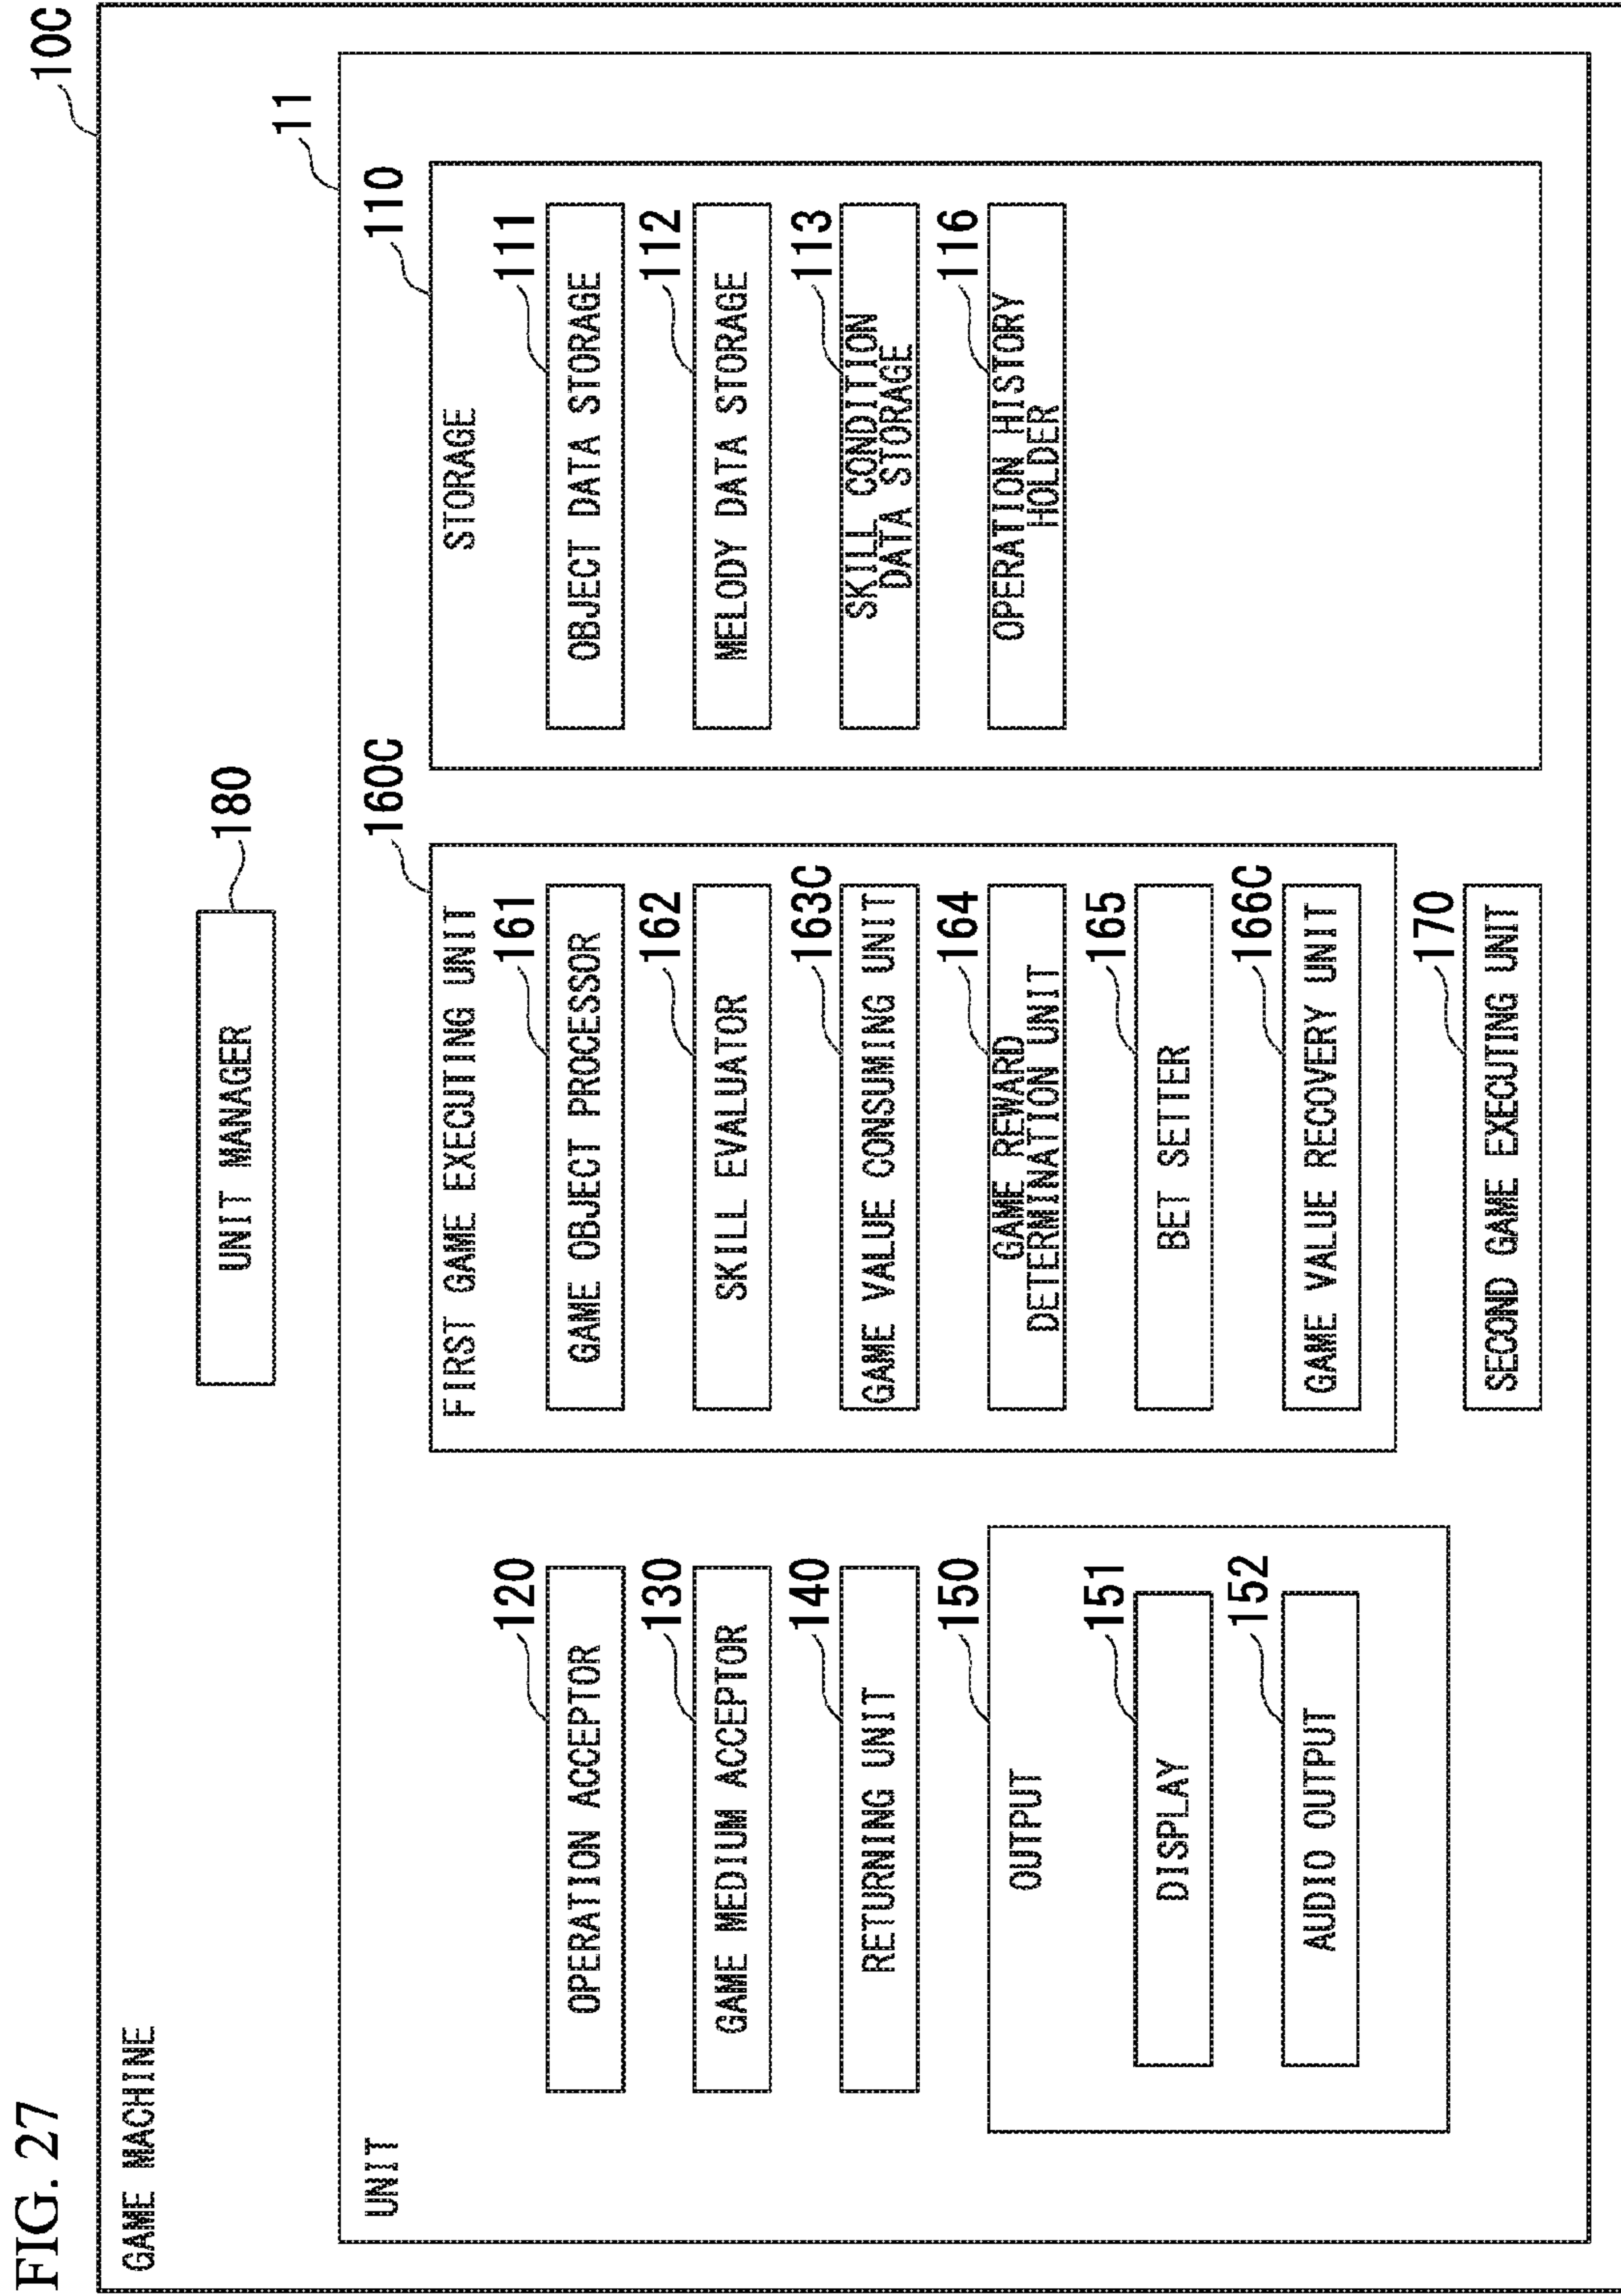 FIG. 27
10C
GAME MACHINE
180
UNIT MANAGER
11
UNIT
120
OPERATION ACCEPTOR
130
GAME MEDIUM ACCEPTOR
140
RETURNING UNIT
150
OUTPUT
151
DISPLAY
152
AUDIO OUTPUT
160C
FIRST GAME EXECUTING UNIT
161
GAME OBJECT PROCESSOR
162
SKILL EVALUATOR
163C
GAME VALUE CONSUMING UNIT
164
GAME REWARD
DETERMINATION UNIT
165
BET SETTER
166C
GAME VALUE RECOVERY UNIT
170
SECOND GAME EXECUTING UNIT
110
STORAGE
111
OBJECT DATA STORAGE
112
MELODY DATA STORAGE
113
SKILL CONDITION
DATA STORAGE
116
OPERATION HISTORY
HOLDER